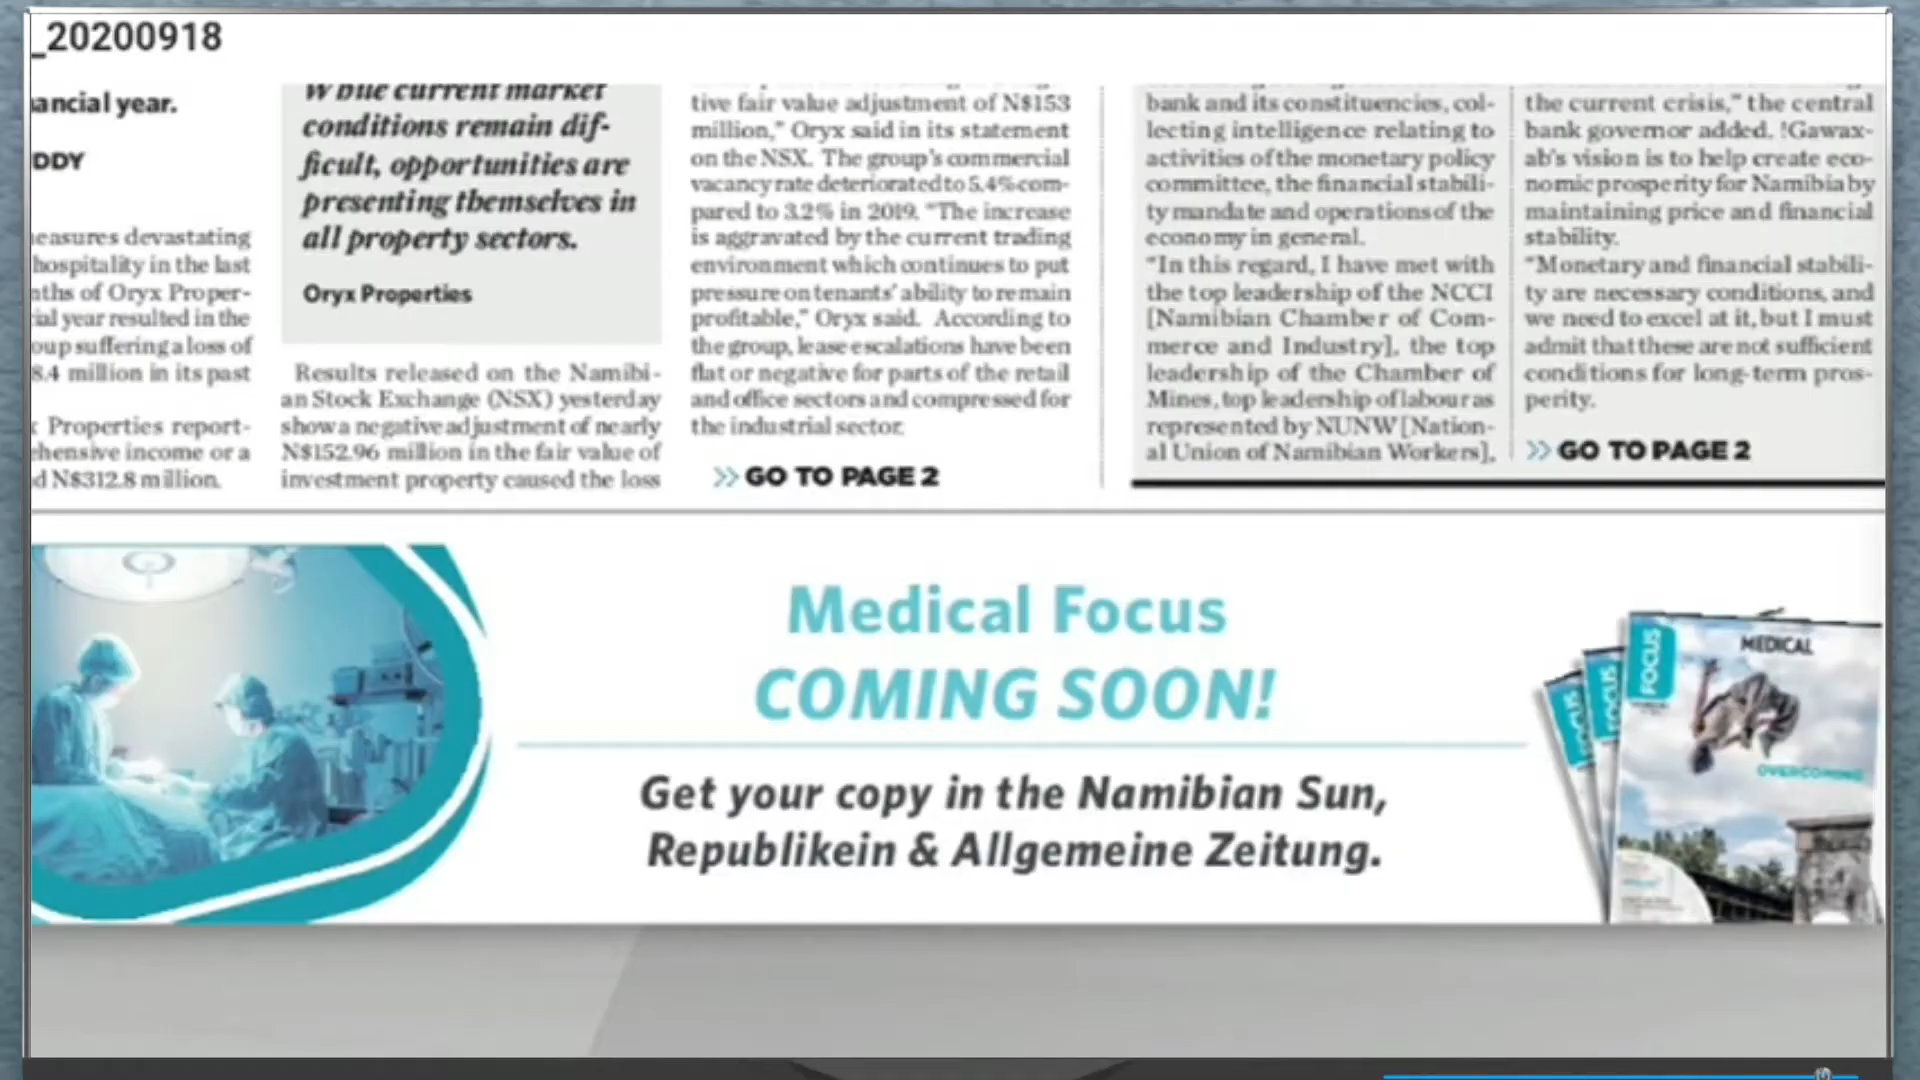 _20200918
ancial year.
DDY
easures devastating
hospitality in the last
ths of Oryx Proper-
ial year resulted in the
oup suffering a loss of
8.4 million in its past
Properties report-
ehensive income or a
d N$312.8 million.
While current market
conditions remain dif-
ficult, opportunities are
presenting themselves in
all property sectors.
Oryx Properties
Results released on the Namibi-
an Stock Exchange (NSX) yesterday
show a negative adjustment of nearly
N$152.96 million in the fair value of
investment property caused the loss
tive fair value adjustment of N$153
million," Oryx said in its statement
on the NSX. The group's commercial
vacancy rate deteriorated to 5.4% com-
pared to 3.2% in 2019. "The increase
is aggravated by the current trading
environment which continues to put
pressure on tenants' ability to remain
profitable," Oryx said. According to
the group, lease escalations have been
flat or negative for parts of the retail
and office sectors and compressed for
the industrial sector.
>> GO TO PAGE 2
bank and its constituencies, col-
lecting intelligence relating to
activities of the monetary policy
committee, the financial stabili-
ty mandate and operations of the
economy in general.
"In this regard, I have met with
the top leadership of the NCCI
[Namibian Chamber of Com-
merce and Industry], the top
leadership of the Chamber of
Mines, top leadership of labour as
represented by NUNW [Nation-
al Union of Namibian Workers],
the current crisis," the central
bank governor added. !Gawax-
ab's vision is to help create eco-
nomic prosperity for Namibia by
maintaining price and financial
stability.
"Monetary and financial stabili-
ty are necessary conditions, and
we need to excel at it, but I must
admit that these are not sufficient
conditions for long-term pros-
perity.
>> GO TO PAGE 2
Medical Focus
COMING SOON!
Get your copy in the Namibian Sun,
Republikein & Allgemeine Zeitung.
FOCUS
FOCUS
FOCUS
MEDICAL
OVERCOMING